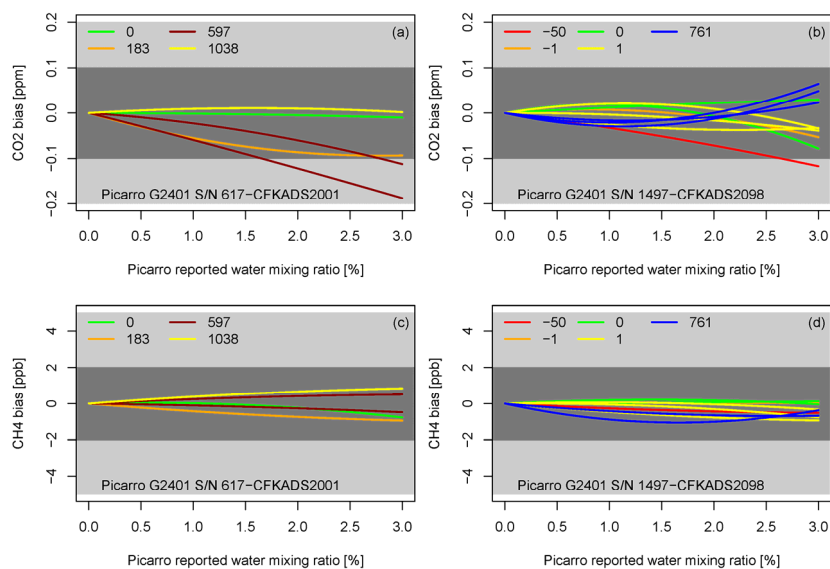 0 597 (a)
183 1038
CO2 bias [ppm]
0.2
0.1
0.0
−0.1
−0.2
Picarro G2401 S/N 617−CFKADS2001
0.0 0.5 1.0 1.5 2.0 2.5 3.0
Picarro reported water mixing ratio [%]
−50 0 761 (b)
−1 1
CO2 bias [ppm]
0.2
0.1
0.0
−0.1
−0.2
Picarro G2401 S/N 1497−CFKADS2098
0.0 0.5 1.0 1.5 2.0 2.5 3.0
Picarro reported water mixing ratio [%]
0 597 (c)
183 1038
CH4 bias [ppb]
4
2
0
−2
−4
Picarro G2401 S/N 617−CFKADS2001
0.0 0.5 1.0 1.5 2.0 2.5 3.0
Picarro reported water mixing ratio [%]
−50 0 761 (d)
−1 1
CH4 bias [ppb]
4
2
0
−2
−4
Picarro G2401 S/N 1497−CFKADS2098
0.0 0.5 1.0 1.5 2.0 2.5 3.0
Picarro reported water mixing ratio [%]